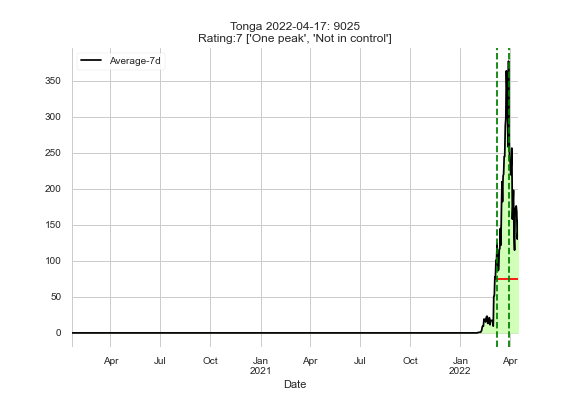 Tonga 2022-04-17: 9025
Rating:7 ['One peak', 'Not in control']
Average-7d
350
300
250
200
150
100
50
0
Apr Jul Oct Jan Apr Jul Oct Jan Apr
2021 2022
Date